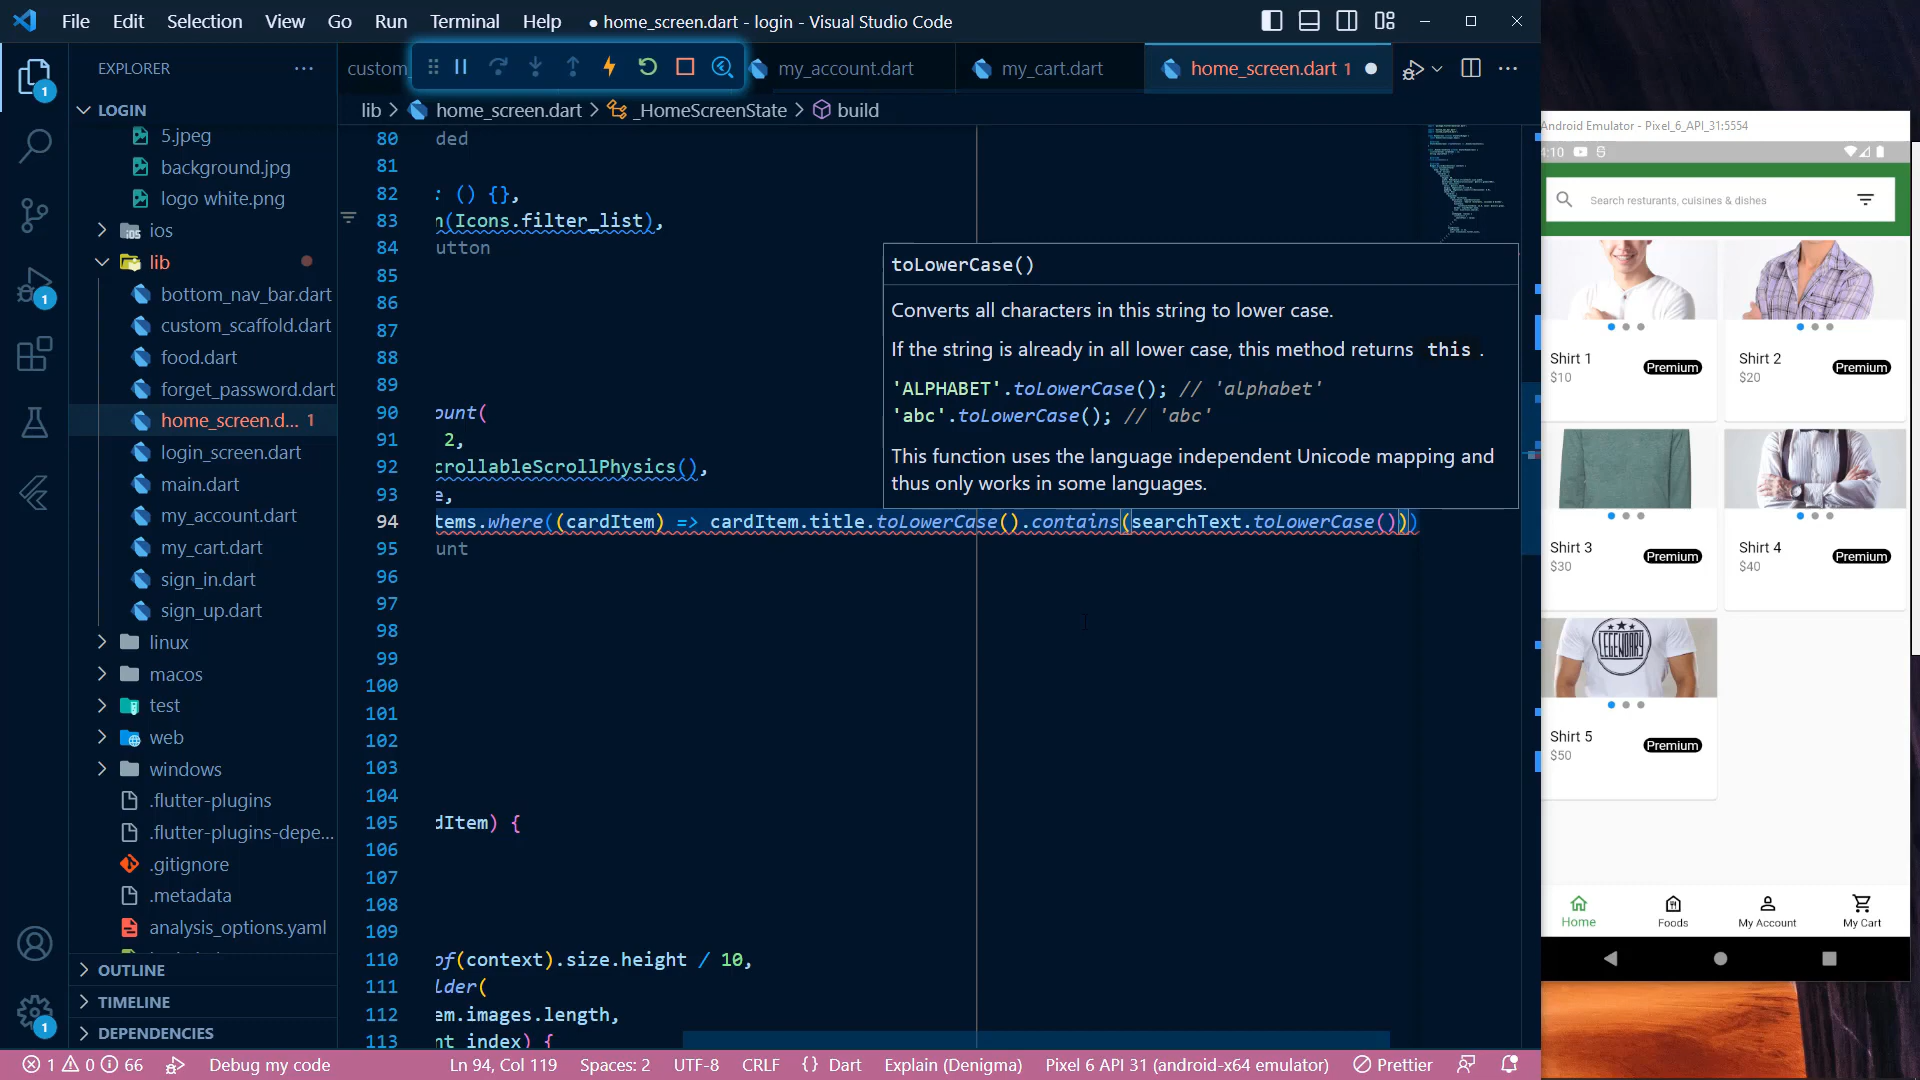 File Edit Selection View Go Run Terminal Help ● home_screen.dart - login - Visual Studio Code
EXPLORER
my_account.dart my_cart.dart home_screen.dart 1
LOGIN
lib > home_screen.dart > _HomeScreenState > build
5.jpeg
background.jpg
logo white.png
ios
lib
bottom_nav_bar.dart
custom_scaffold.dart
food.dart
forget_password.dart
home_screen.d... 1
login_screen.dart
main.dart
my_account.dart
my_cart.dart
sign_in.dart
sign_up.dart
linux
macos
test
web
windows
.flutter-plugins
.flutter-plugins-depe...
.gitignore
.metadata
analysis_options.yaml
OUTLINE
TIMELINE
DEPENDENCIES
80 ded
81
82 : () {},
83 n(Icons.filter_list),
84 utton
85
86
87
88
89
90 ount(
91 2,
92 crollableScrollPhysics(),
93 e,
94 tems.where((cardItem) => cardItem.title.toLowerCase().contains(searchText.toLowerCase()))
95 unt
96
97
98
99
100
101
102
103
104
105 dItem) {
106
107
108
109
110 of(context).size.height / 10,
111 lder(
112 em.images.length,
113 nt index) {
toLowerCase()
Converts all characters in this string to lower case.
If the string is already in all lower case, this method returns this .
'ALPHABET'.toLowerCase(); // 'alphabet'
'abc'.toLowerCase(); // 'abc'
This function uses the language independent Unicode mapping and
thus only works in some languages.
Android Emulator - Pixel_6_API_31:5554
4:10
Search resturants, cuisines & dishes
Shirt 1
$10
Premium
Shirt 2
$20
Premium
Shirt 3
$30
Premium
Shirt 4
$40
Premium
LEGENDARY
Shirt 5
$50
Premium
Home Foods My Account My Cart
1 0 66 Debug my code Ln 94, Col 119 Spaces: 2 UTF-8 CRLF {} Dart Explain (Denigma) Pixel 6 API 31 (android-x64 emulator) Prettier
1
1
1